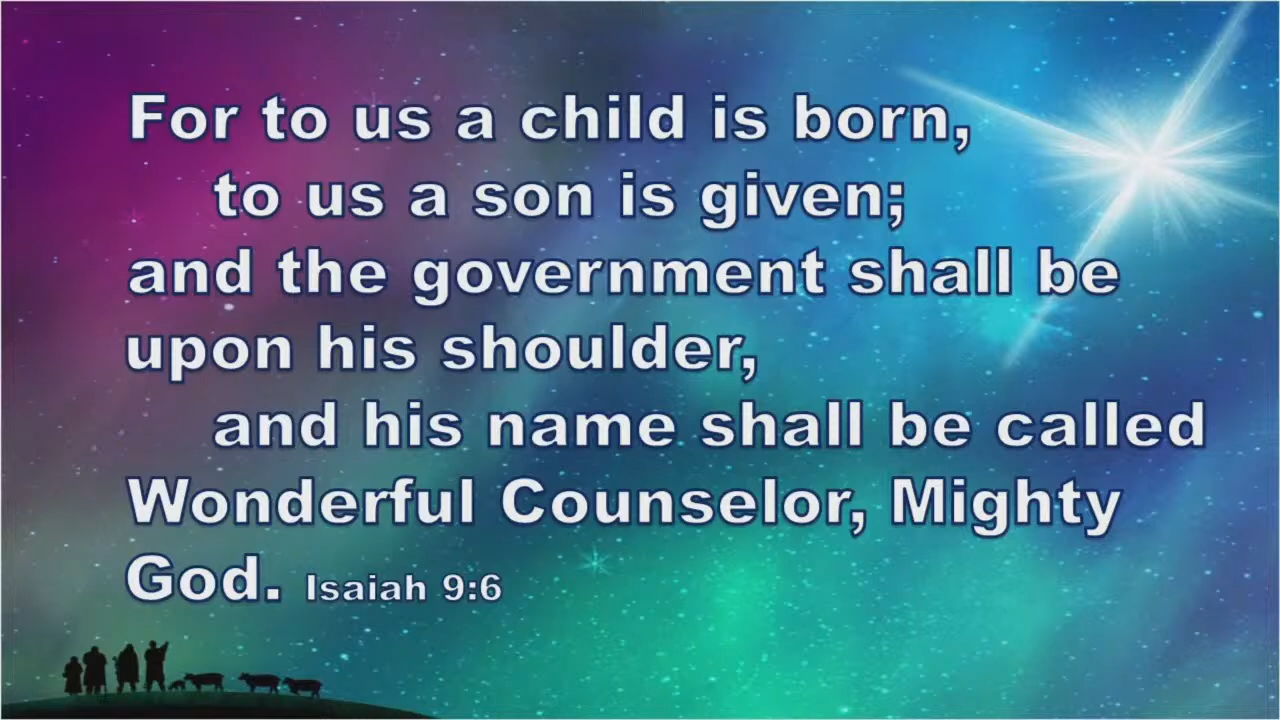 For to us a child is born,
to us a son is given;
and the government shall be
upon his shoulder,
and his name shall be called
Wonderful Counselor, Mighty
God. Isaiah 9:6